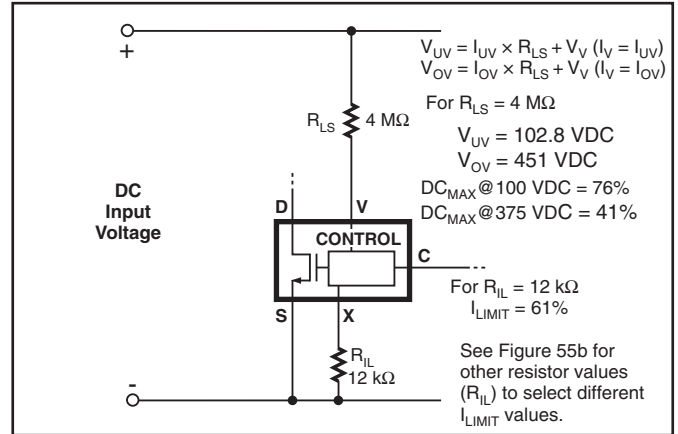 +
V_UV = I_UV × R_LS + V_V (I_V = I_UV)
V_OV = I_OV × R_LS + V_V (I_V = I_OV)
For R_LS = 4 MΩ
R_LS 4 MΩ
V_UV = 102.8 VDC
V_OV = 451 VDC
DC_MAX @100 VDC = 76%
DC_MAX @375 VDC = 41%
DC
Input
Voltage
D V
CONTROL
C
For R_IL = 12 kΩ
I_LIMIT = 61%
S X
R_IL
12 kΩ
See Figure 55b for
other resistor values
(R_IL) to select different
I_LIMIT values.
-